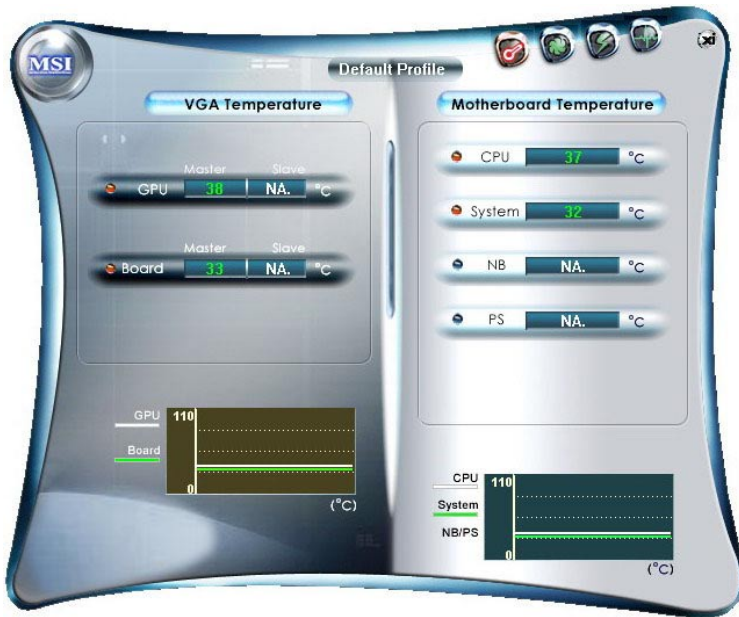 MSI
Default Profile
VGA Temperature
Master Slave
GPU 38 NA. °C
Master Slave
Board 33 NA. °C
GPU
Board
110
0
(°C)
Motherboard Temperature
CPU 37 °C
System 32 °C
NB NA. °C
PS NA. °C
CPU
System
NB/PS
110
0
(°C)